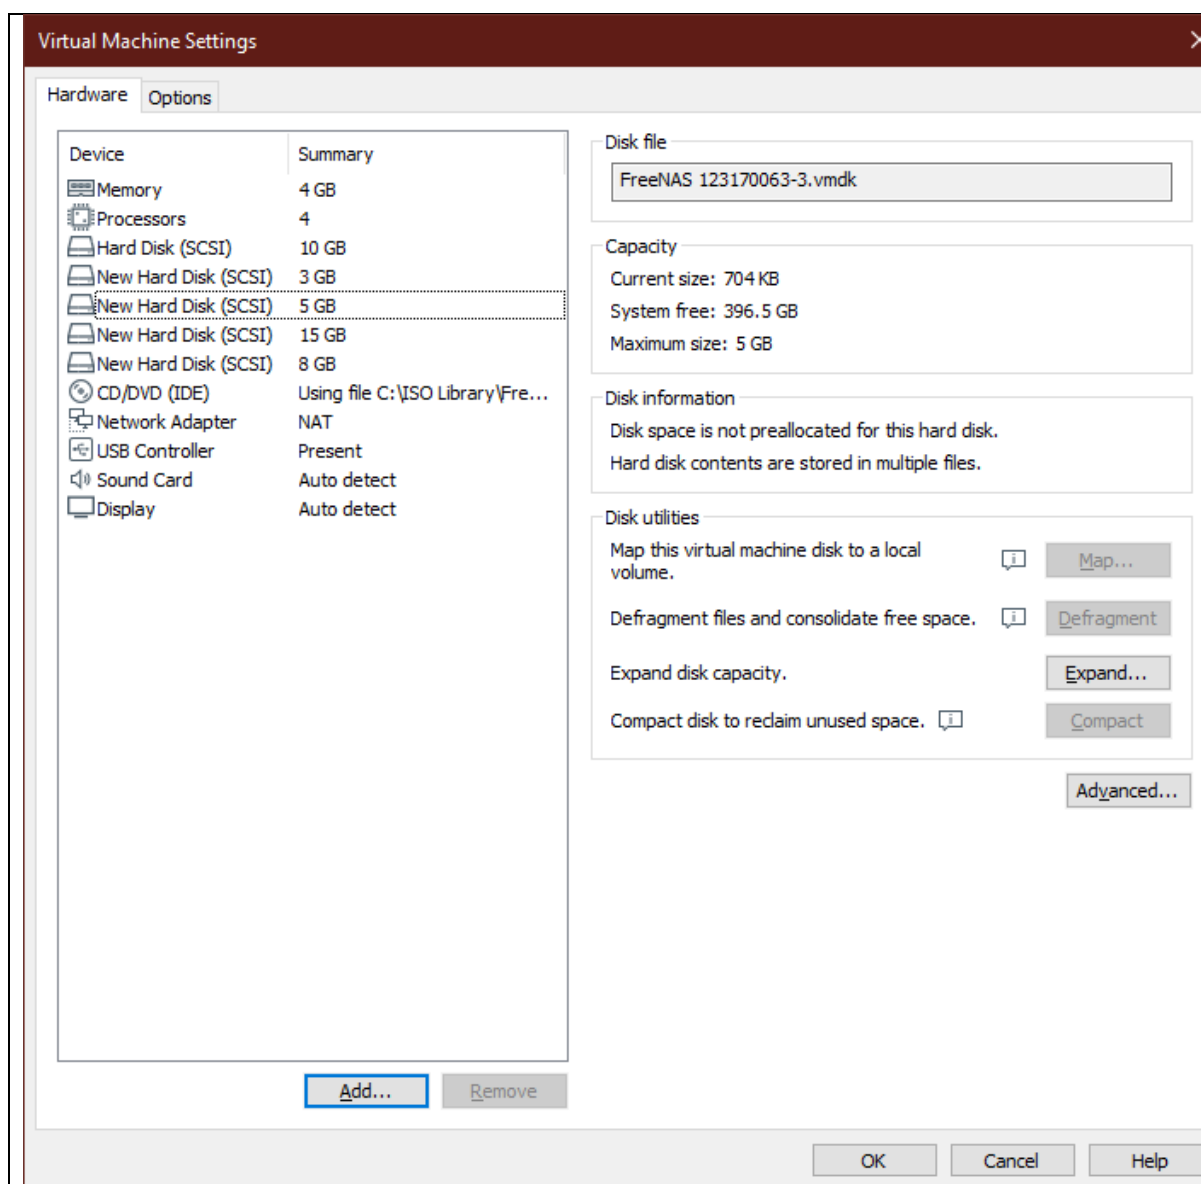 Virtual Machine Settings
Hardware Options
Device Summary
Memory 4 GB
Processors 4
Hard Disk (SCSI) 10 GB
New Hard Disk (SCSI) 3 GB
New Hard Disk (SCSI) 5 GB
New Hard Disk (SCSI) 15 GB
New Hard Disk (SCSI) 8 GB
CD/DVD (IDE) Using file C:\ISO Library\Fre...
Network Adapter NAT
USB Controller Present
Sound Card Auto detect
Display Auto detect
Add... Remove
Disk file
FreeNAS 123170063-3.vmdk
Capacity
Current size: 704 KB
System free: 396.5 GB
Maximum size: 5 GB
Disk information
Disk space is not preallocated for this hard disk.
Hard disk contents are stored in multiple files.
Disk utilities
Map this virtual machine disk to a local
volume.
Map...
Defragment files and consolidate free space. Defragment
Expand disk capacity. Expand...
Compact disk to reclaim unused space. Compact
Advanced...
OK Cancel Help